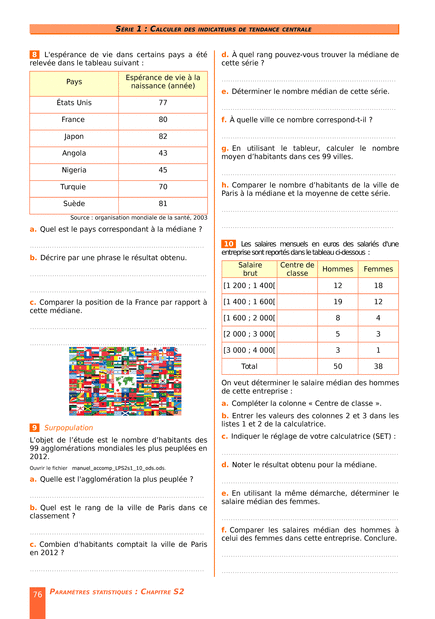 SÉRIE 1 : CALCULER DES INDICATEURS DE TENDANCE CENTRALE
8 L'espérance de vie dans certains pays a été
relevée dans le tableau suivant :
Pays Espérance de vie à la
naissance (année)
États Unis 77
France 80
Japon 82
Angola 43
Nigeria 45
Turquie 70
Suède 81
Source : organisation mondiale de la santé, 2003
a. Quel est le pays correspondant à la médiane ?
b. Décrire par une phrase le résultat obtenu.
c. Comparer la position de la France par rapport à
cette médiane.
9 Surpopulation
L'objet de l'étude est le nombre d'habitants des
99 agglomérations mondiales les plus peuplées en
2012.
Ouvrir le fichier manuel_accomp_LPS2s1_10_ods.ods.
a. Quelle est l'agglomération la plus peuplée ?
b. Quel est le rang de la ville de Paris dans ce
classement ?
c. Combien d'habitants comptait la ville de Paris
en 2012 ?
d. À quel rang pouvez-vous trouver la médiane de
cette série ?
e. Déterminer le nombre médian de cette série.
f. À quelle ville ce nombre correspond-t-il ?
g. En utilisant le tableur, calculer le nombre
moyen d'habitants dans ces 99 villes.
h. Comparer le nombre d'habitants de la ville de
Paris à la médiane et la moyenne de cette série.
10 Les salaires mensuels en euros des salariés d'une
entreprise sont reportés dans le tableau ci-dessous :
Salaire
brut Centre de
classe Hommes Femmes
[1 200 ; 1 400[ 12 18
[1 400 ; 1 600[ 19 12
[1 600 ; 2 000[ 8 4
[2 000 ; 3 000[ 5 3
[3 000 ; 4 000[ 3 1
Total 50 38
On veut déterminer le salaire médian des hommes
de cette entreprise :
a. Compléter la colonne « Centre de classe ».
b. Entrer les valeurs des colonnes 2 et 3 dans les
listes 1 et 2 de la calculatrice.
c. Indiquer le réglage de votre calculatrice (SET) :
d. Noter le résultat obtenu pour la médiane.
e. En utilisant la même démarche, déterminer le
salaire médian des femmes.
f. Comparer les salaires médian des hommes à
celui des femmes dans cette entreprise. Conclure.
76 PARAMÈTRES STATISTIQUES : CHAPITRE S2